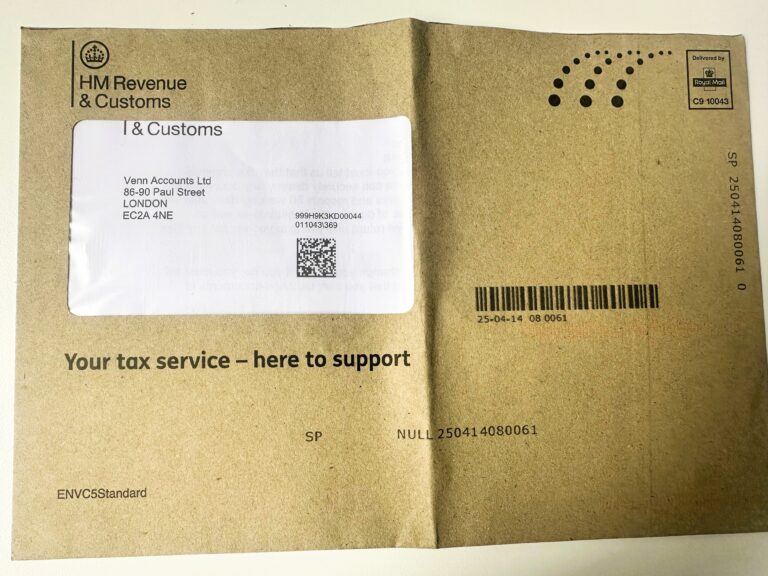 HM Revenue
& Customs
Delivered by
Royal Mail
C9 10043
& Customs
Venn Accounts Ltd
86-90 Paul Street
LONDON
EC2A 4NE
999H9K3KD00044
011043\369
SP 250414080061 0
25-04-14 08 0061
Your tax service – here to support
SP NULL 250414080061
ENVC5Standard